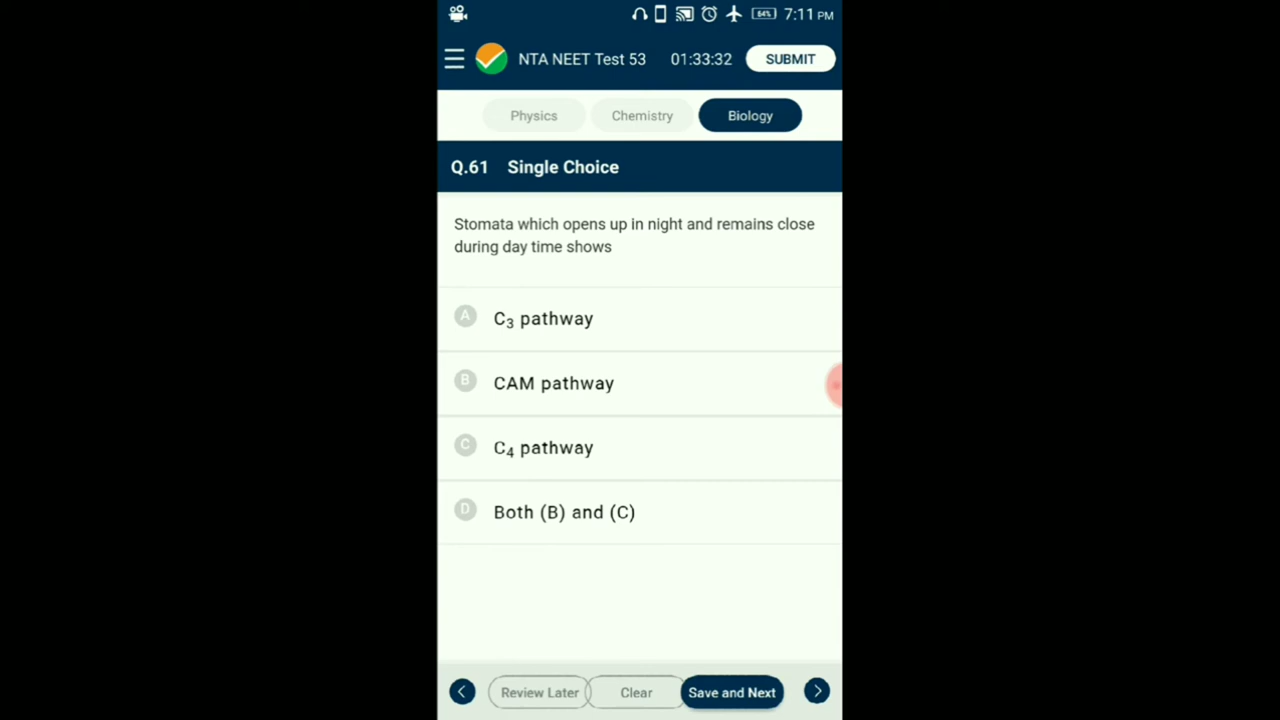 64% 7:11 PM
NTA NEET Test 53 01:33:32 SUBMIT
Physics Chemistry Biology
Q.61 Single Choice
Stomata which opens up in night and remains close
during day time shows
A C₃ pathway
B CAM pathway
C C₄ pathway
D Both (B) and (C)
Review Later Clear Save and Next